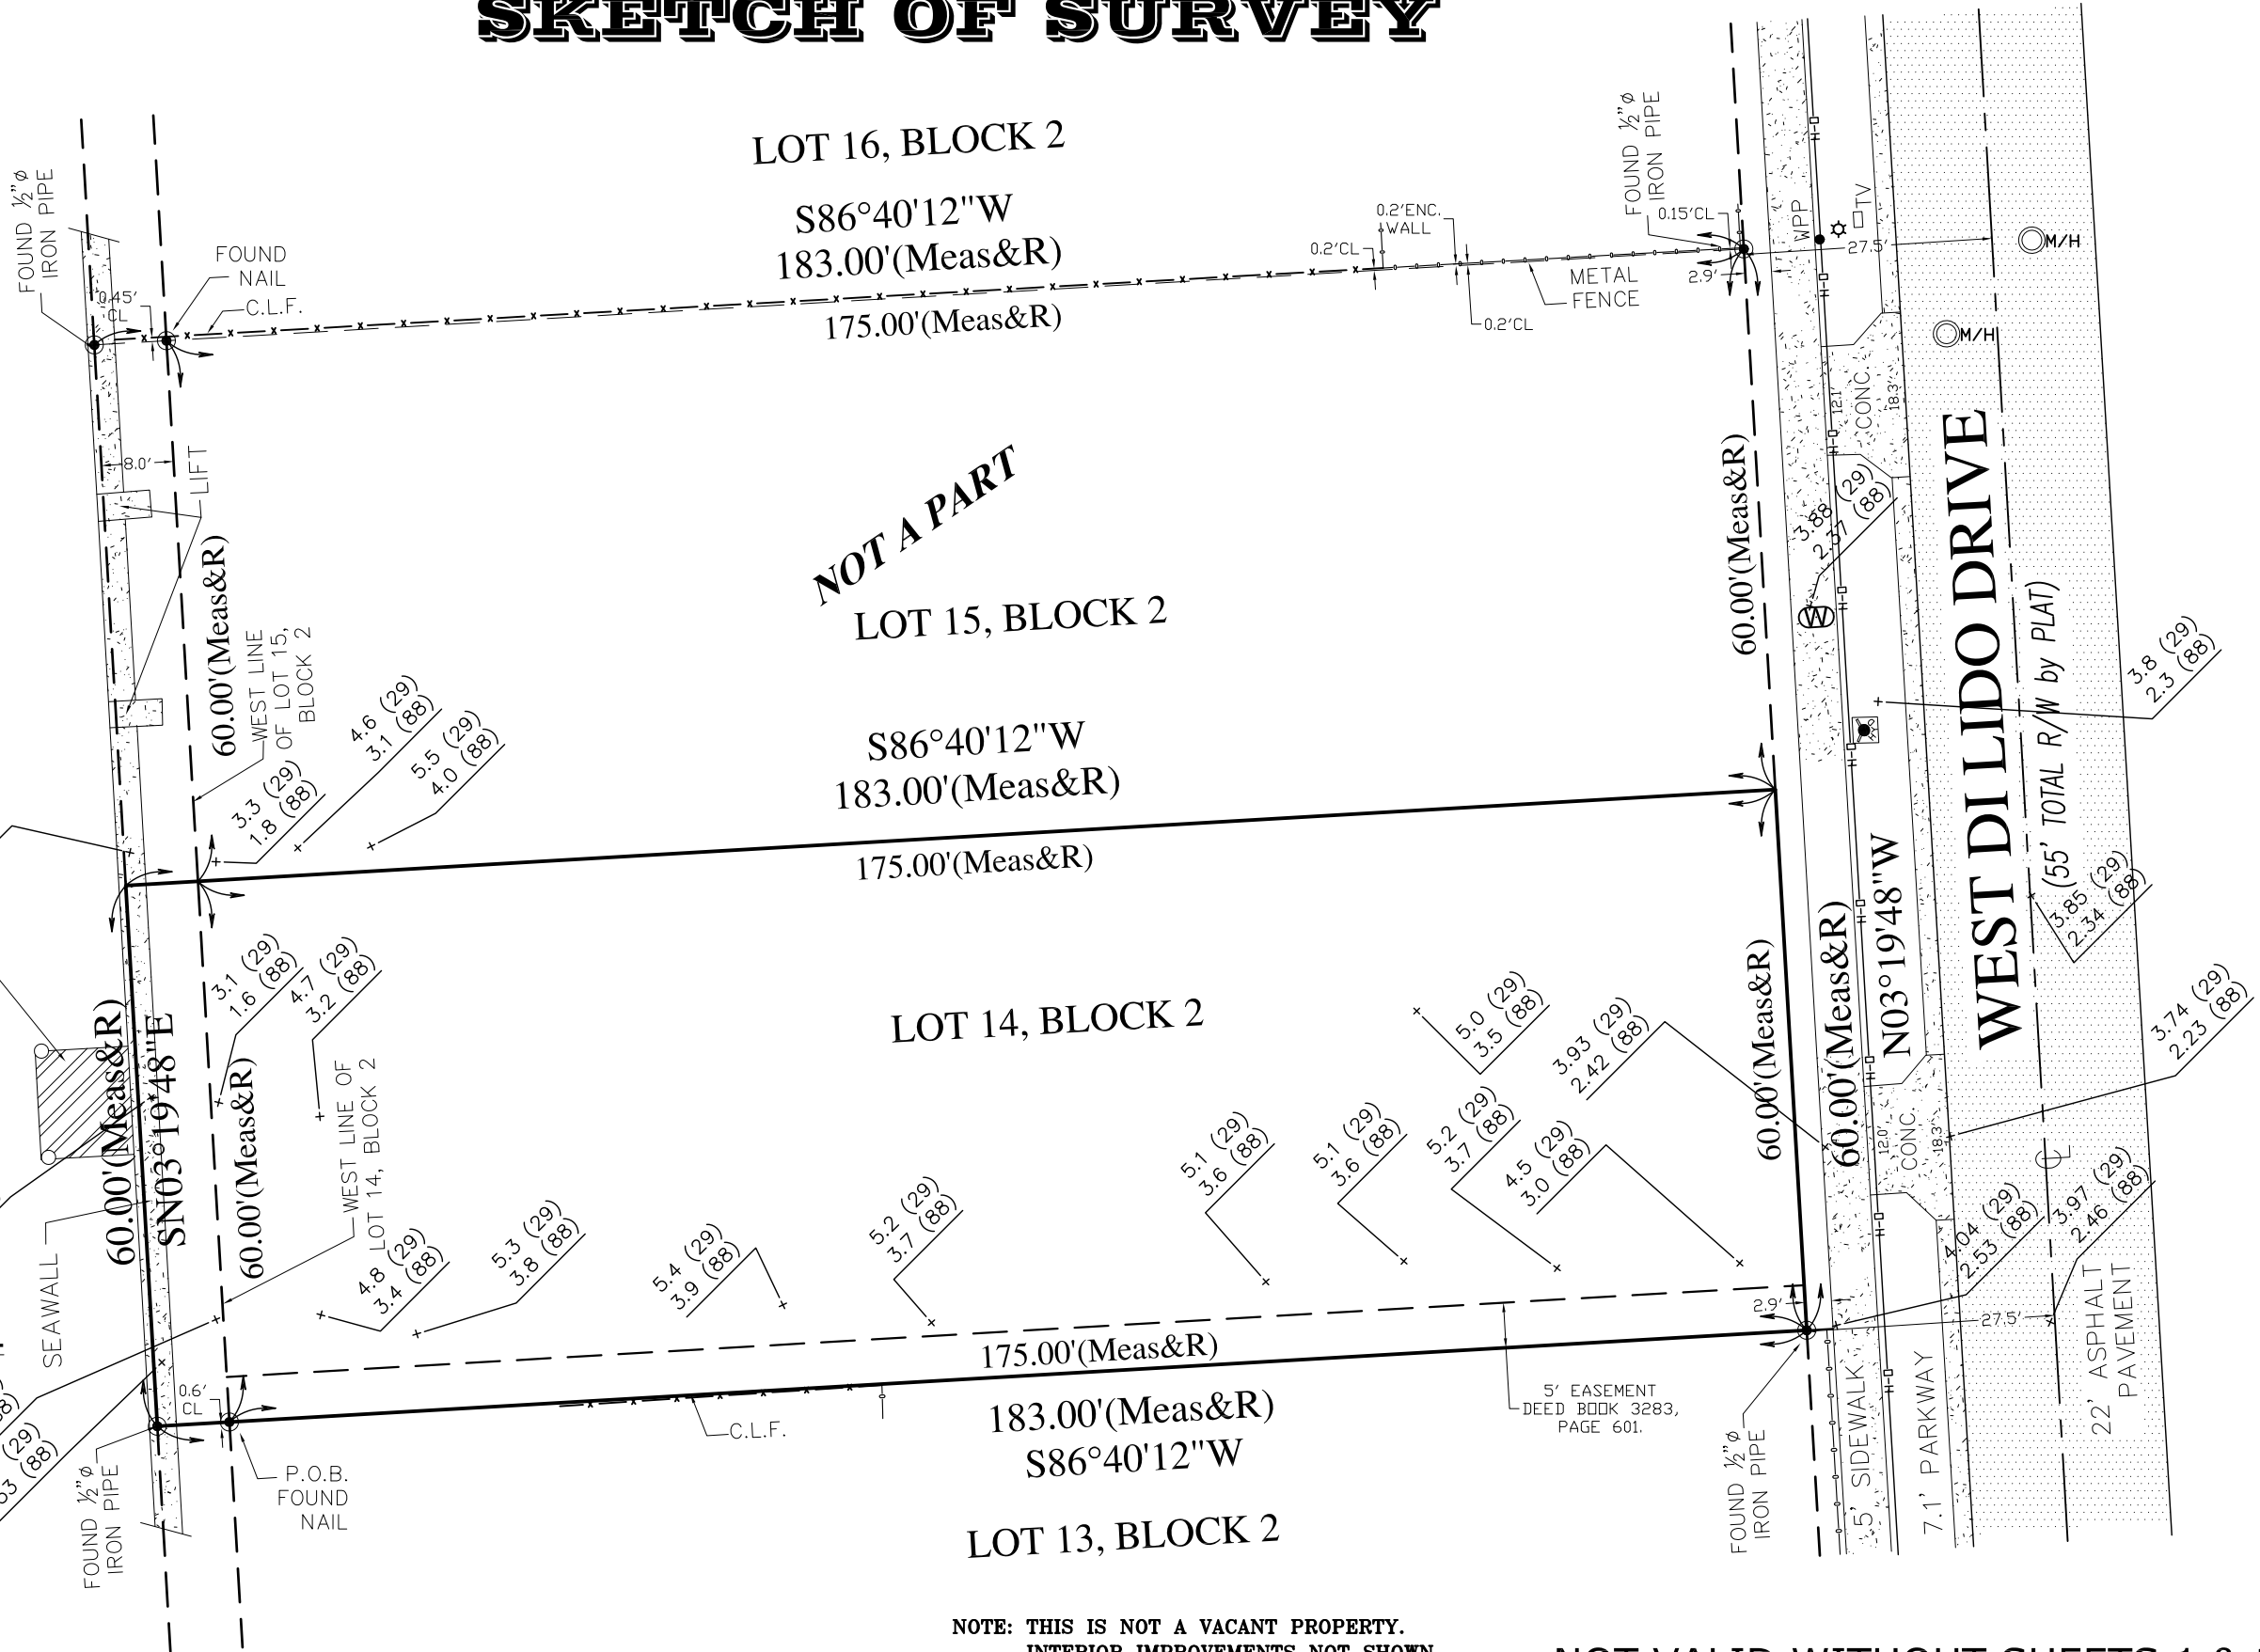 SKETCH OF SURVEY
LOT 16, BLOCK 2
S86°40'12"W
183.00'(Meas&R)
175.00'(Meas&R)
FOUND ½"ø
IRON PIPE
FOUND
NAIL
C.L.F.
0.45'
CL
8.0'
LIFT
60.00'(Meas&R)
WEST LINE
OF LOT 15,
BLOCK 2
0.2'CL
0.2'ENC.
WALL
0.2'CL
METAL
FENCE
FOUND ½"ø
IRON PIPE
0.15'CL
2.9'
WPP
TV
27.5'
M/H
M/H
12.1'
CONC.
18.3'
NOT A PART
LOT 15, BLOCK 2
60.00'(Meas&R)
3.88 (29)
2.37 (88)
W
WEST DI LIDO DRIVE
(55' TOTAL R/W by PLAT)
3.8 (29)
2.3 (88)
3.3 (29)
1.8 (88)
4.6 (29)
3.1 (88)
5.5 (29)
4.0 (88)
S86°40'12"W
183.00'(Meas&R)
175.00'(Meas&R)
3.85 (29)
2.34 (88)
3.1 (29)
1.6 (88)
4.7 (29)
3.2 (88)
LOT 14, BLOCK 2
60.00'(Meas&R)
SN03°19'48"E
60.00'(Meas&R)
WEST LINE OF
LOT 14, BLOCK 2
SEAWALL
5.0 (29)
3.5 (88)
3.93 (29)
2.42 (88)
60.00'(Meas&R)
60.00'(Meas&R)
N03°19'48"W
3.74 (29)
2.23 (88)
12.0'
CONC.
18.3'
4.8 (29)
3.4 (88)
5.3 (29)
3.8 (88)
5.4 (29)
3.9 (88)
5.2 (29)
3.7 (88)
5.1 (29)
3.6 (88)
5.1 (29)
3.6 (88)
5.2 (29)
3.7 (88)
4.5 (29)
3.0 (88)
4.04 (29)
2.53 (88)
3.97 (29)
2.46 (88)
2.9'
27.5'
22' ASPHALT
PAVEMENT
175.00'(Meas&R)
183.00'(Meas&R)
S86°40'12"W
C.L.F.
0.6'
CL
P.O.B.
FOUND
NAIL
FOUND ½"ø
IRON PIPE
5' EASEMENT
DEED BOOK 3283,
PAGE 601.
FOUND ½"ø
IRON PIPE
5' SIDEWALK
7.1' PARKWAY
(29)
(88)
LOT 13, BLOCK 2
NOTE: THIS IS NOT A VACANT PROPERTY.
INTERIOR IMPROVEMENTS NOT SHOWN
NOT VALID WITHOUT SHEETS 1